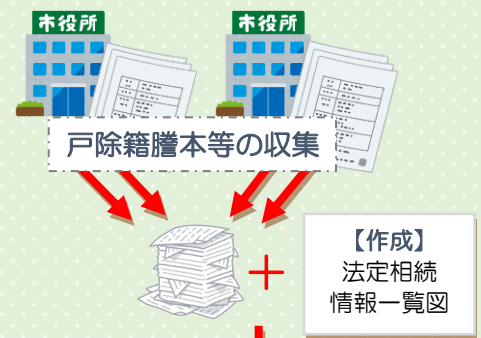 市役所
市役所
戸除籍謄本等の収集
【作成】
法定相続
情報一覧図